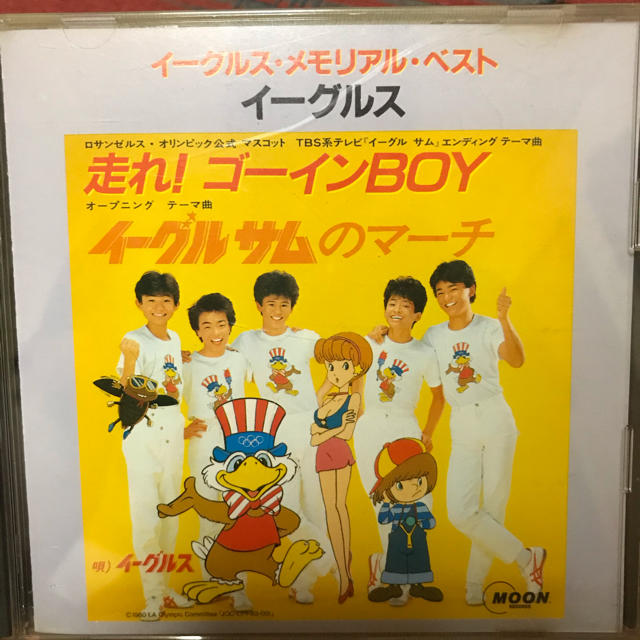 イーグルス・メモリアル・ベスト
イーグルス
ロサンゼルス・オリンピック公式 マスコット TBS系テレビ「イーグル サム」エンディング テーマ曲
走れ！ゴーインBOY
オープニング テーマ曲
イーグルサムのマーチ
唄）イーグルス
MOON
RECORDS
©1980 LA Olympic Committee